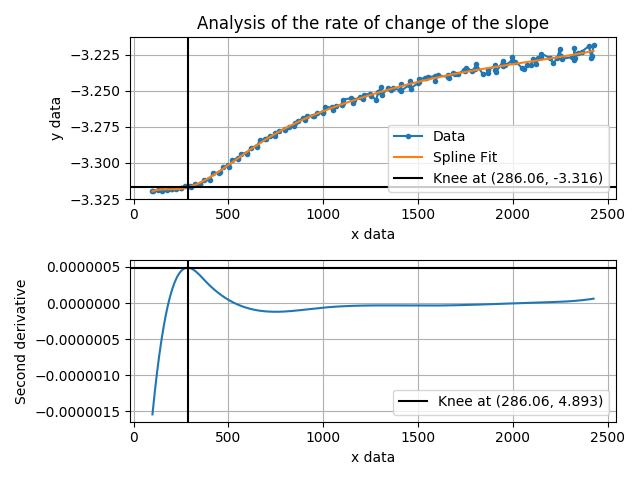 Analysis of the rate of change of the slope
y data
−3.225
−3.250
−3.275
−3.300
−3.325
Data
Spline Fit
Knee at (286.06, -3.316)
0 500 1000 1500 2000 2500
x data
Second derivative
0.0000005
0.0000000
−0.0000005
−0.0000010
−0.0000015
Knee at (286.06, 4.893)
0 500 1000 1500 2000 2500
x data